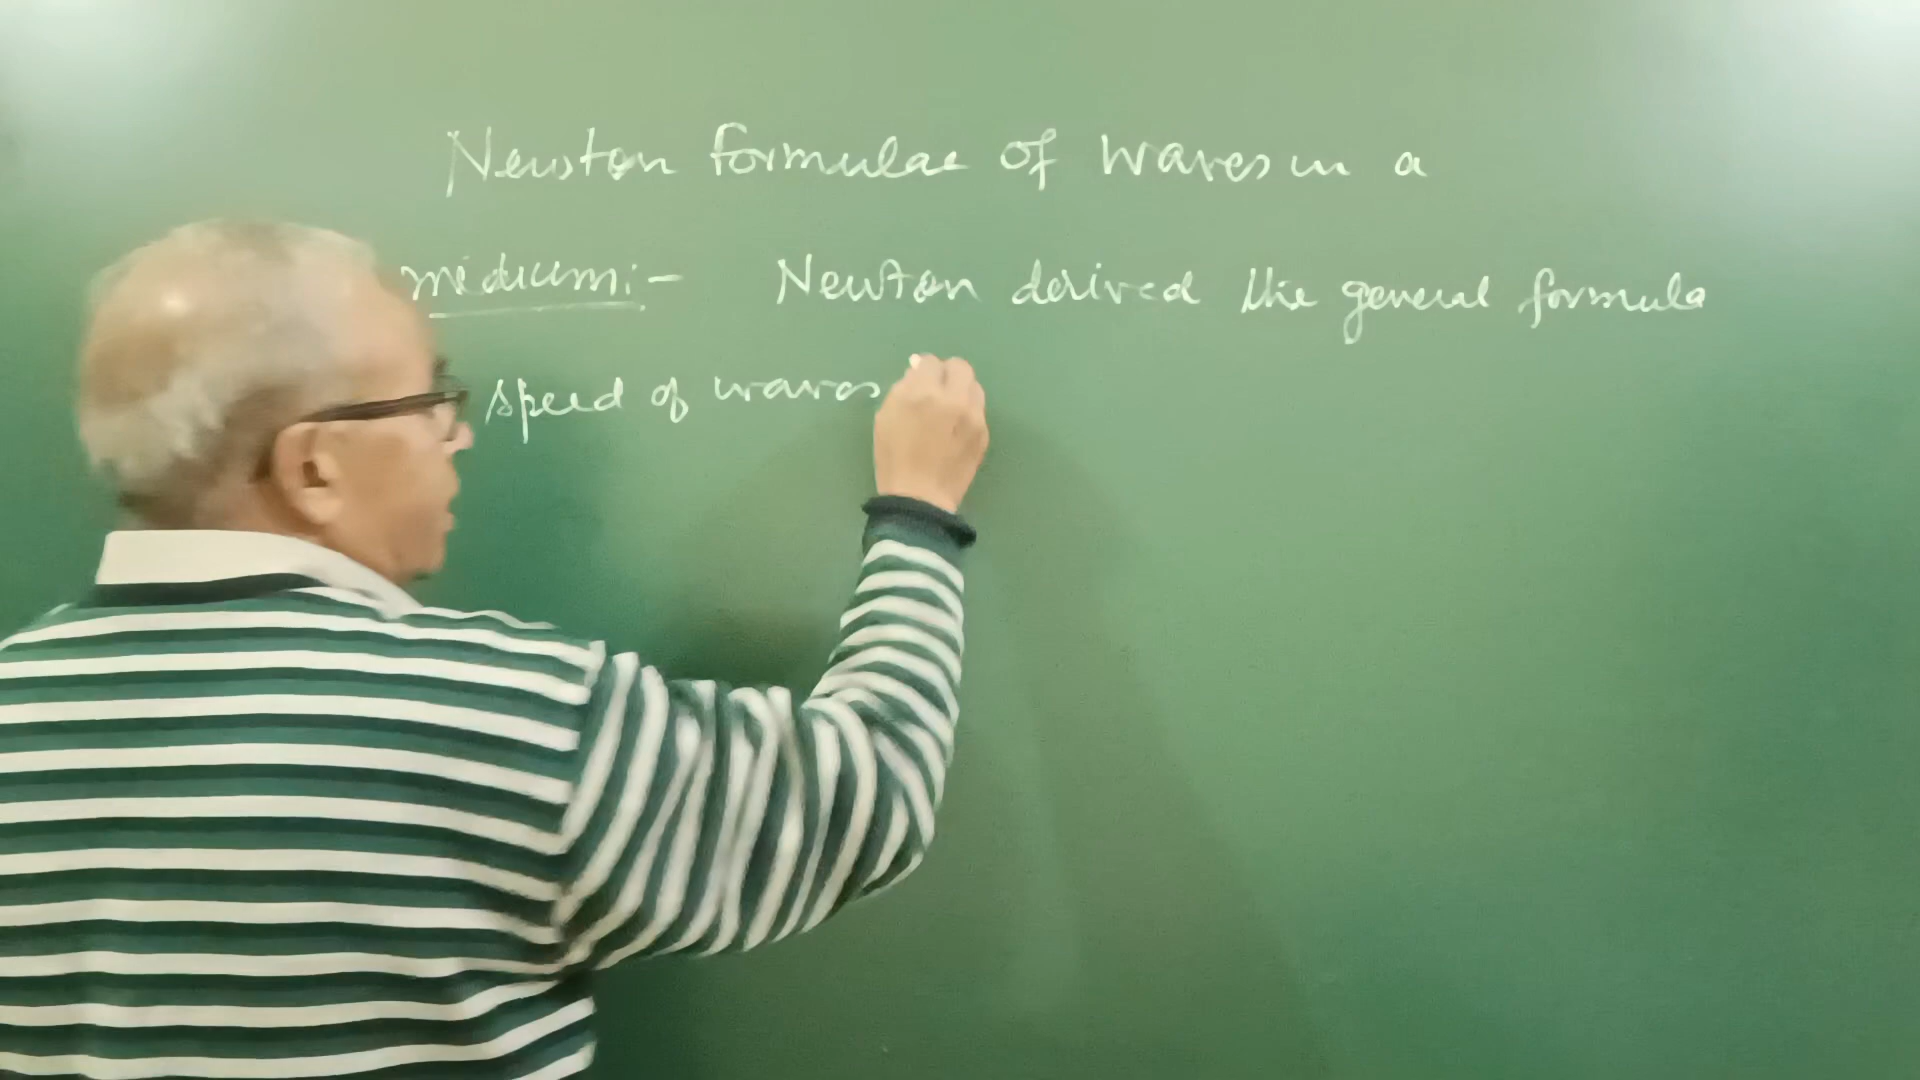 Newton formulae of waves in a
medium:- Newton derived the general formula
speed of waves